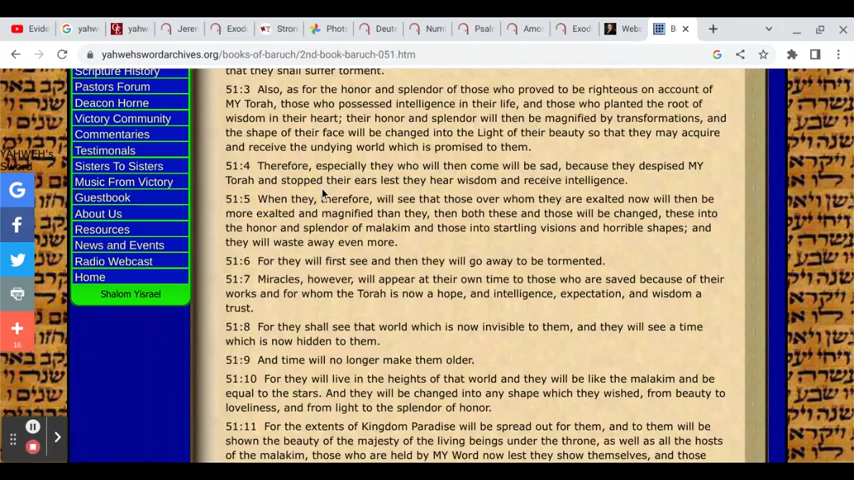 Evide
yahw
yahw
Jerer
Exod
Stron
Photo
Deute
Num
Psal
Amo
Exod
Webs
B
yahwehswordarchives.org/books-of-baruch/2nd-book-baruch-051.htm
Scripture History
Pastors Forum
Deacon Horne
Victory Community
Commentaries
Testimonials
Sisters To Sisters
Music From Victory
Guestbook
About Us
Resources
News and Events
Radio Webcast
Home
Shalom Yisrael
YAHWEH's
Sword
16
that they shall suffer torment.
51:3 Also, as for the honor and splendor of those who proved to be righteous on account of
MY Torah, those who possessed intelligence in their life, and those who planted the root of
wisdom in their heart; their honor and splendor will then be magnified by transformations, and
the shape of their face will be changed into the Light of their beauty so that they may acquire
and receive the undying world which is promised to them.
51:4 Therefore, especially they who will then come will be sad, because they despised MY
Torah and stopped their ears lest they hear wisdom and receive intelligence.
51:5 When they, therefore, will see that those over whom they are exalted now will then be
more exalted and magnified than they, then both these and those will be changed, these into
the honor and splendor of malakim and those into startling visions and horrible shapes; and
they will waste away even more.
51:6 For they will first see and then they will go away to be tormented.
51:7 Miracles, however, will appear at their own time to those who are saved because of their
works and for whom the Torah is now a hope, and intelligence, expectation, and wisdom a
trust.
51:8 For they shall see that world which is now invisible to them, and they will see a time
which is now hidden to them.
51:9 And time will no longer make them older.
51:10 For they will live in the heights of that world and they will be like the malakim and be
equal to the stars. And they will be changed into any shape which they wished, from beauty to
loveliness, and from light to the splendor of honor.
51:11 For the extents of Kingdom Paradise will be spread out for them, and to them will be
shown the beauty of the majesty of the living beings under the throne, as well as all the hosts
of the malakim, those who are held by MY Word now lest they show themselves, and those